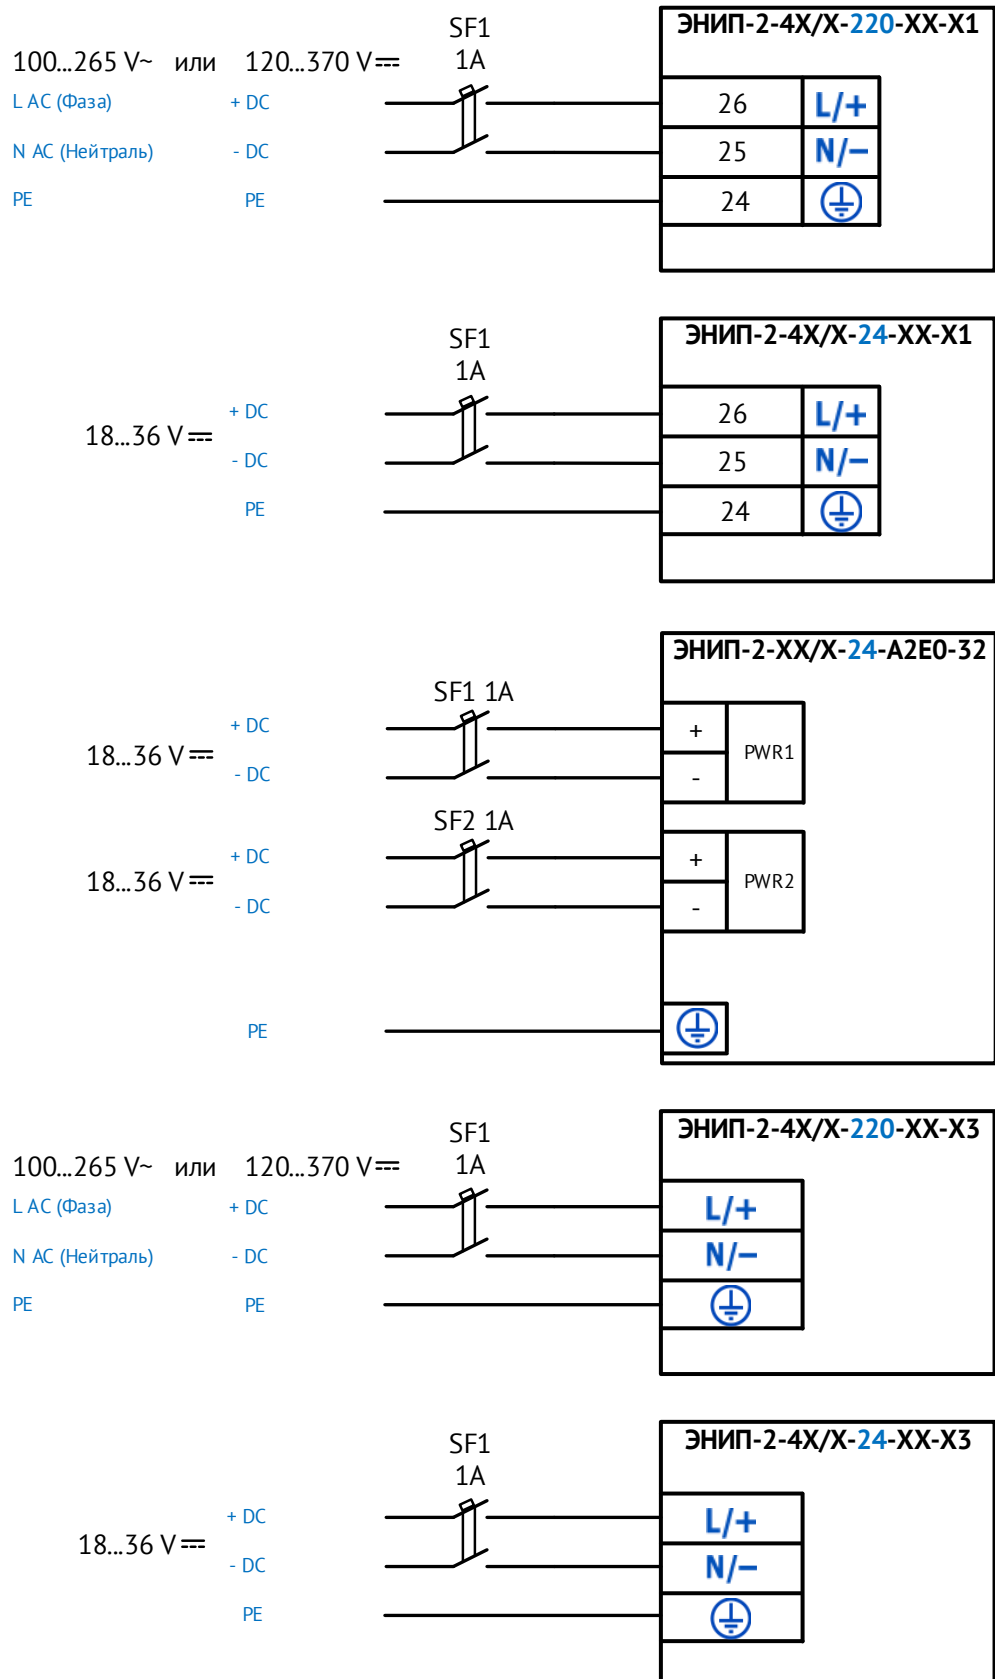 SF1
1A
ЭНИП-2-4X/X-220-XX-X1
100...265 V~ или 120...370 V
L AC (Фаза) + DC
26 L/+
N AC (Нейтраль) - DC
25 N/−
PE PE
24
SF1
1A
ЭНИП-2-4X/X-24-XX-X1
+ DC
26 L/+
18...36 V
- DC
25 N/−
PE
24
ЭНИП-2-XX/X-24-A2E0-32
SF1 1A
+ DC
+
18...36 V
PWR1
- DC
-
SF2 1A
+ DC
+
18...36 V
PWR2
- DC
-
PE
SF1
1A
ЭНИП-2-4X/X-220-XX-X3
100...265 V~ или 120...370 V
L AC (Фаза) + DC
L/+
N AC (Нейтраль) - DC
N/−
PE PE
SF1
1A
ЭНИП-2-4X/X-24-XX-X3
+ DC
L/+
18...36 V
- DC
N/−
PE